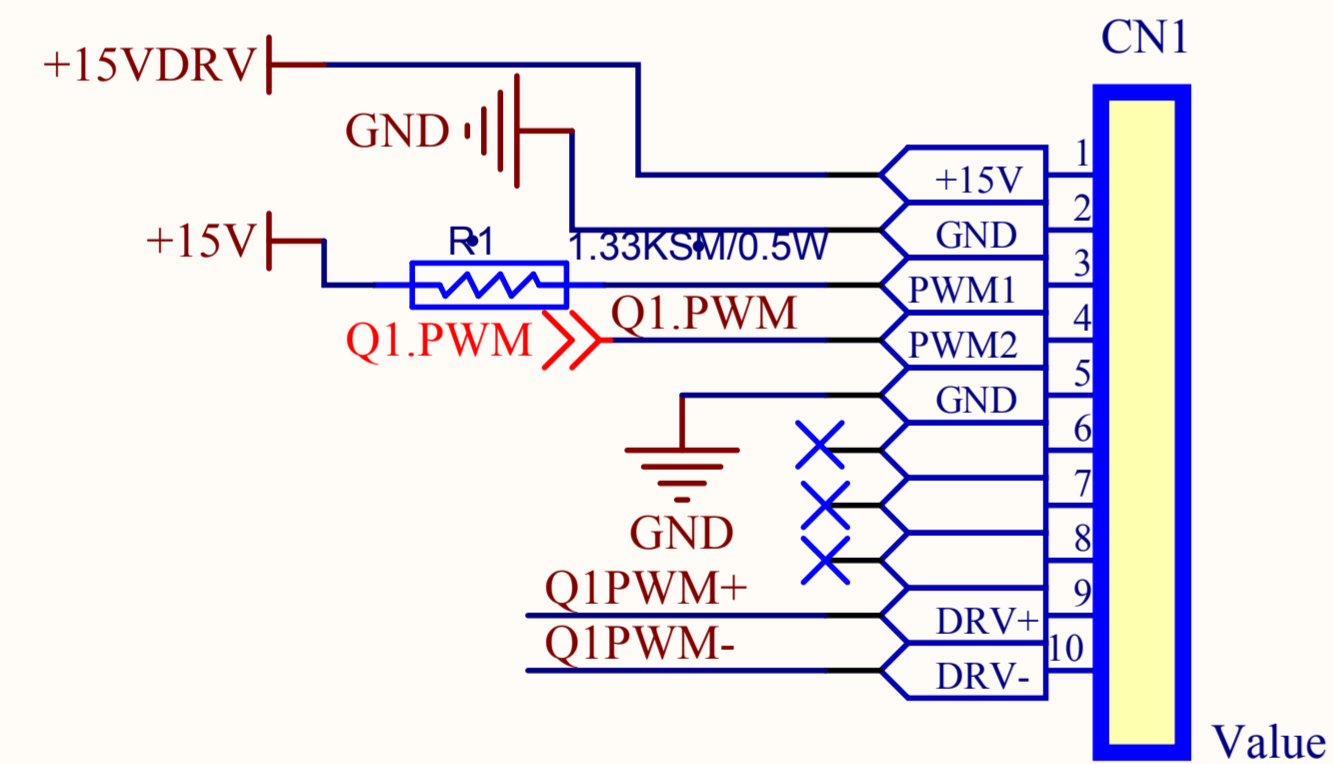 CN1
+15VDRV
GND
1
+15V
2
GND
+15V
R1
1.33KSM/0.5W
3
PWM1
Q1.PWM
Q1.PWM
4
PWM2
5
GND
6
7
GND
8
Q1PWM+
9
DRV+
Q1PWM-
10
DRV-
Value